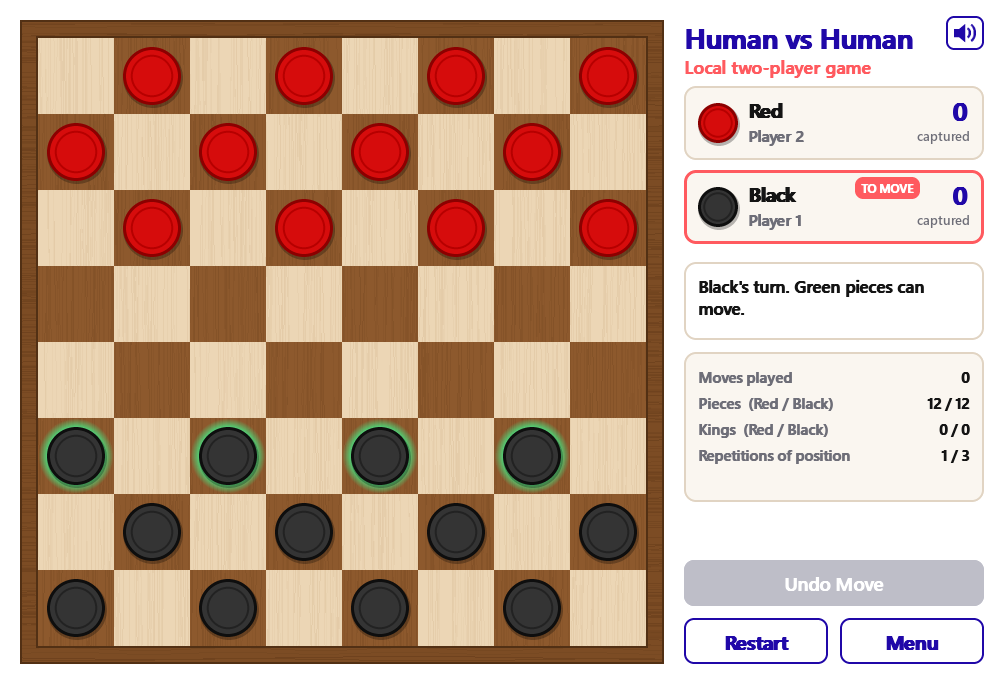 Human vs Human
Local two-player game
Red
0
Player 2
captured
Black
TO MOVE
0
Player 1
captured
Black's turn. Green pieces can
move.
Moves played 0
Pieces (Red / Black) 12 / 12
Kings (Red / Black) 0 / 0
Repetitions of position 1 / 3
Undo Move
Restart
Menu